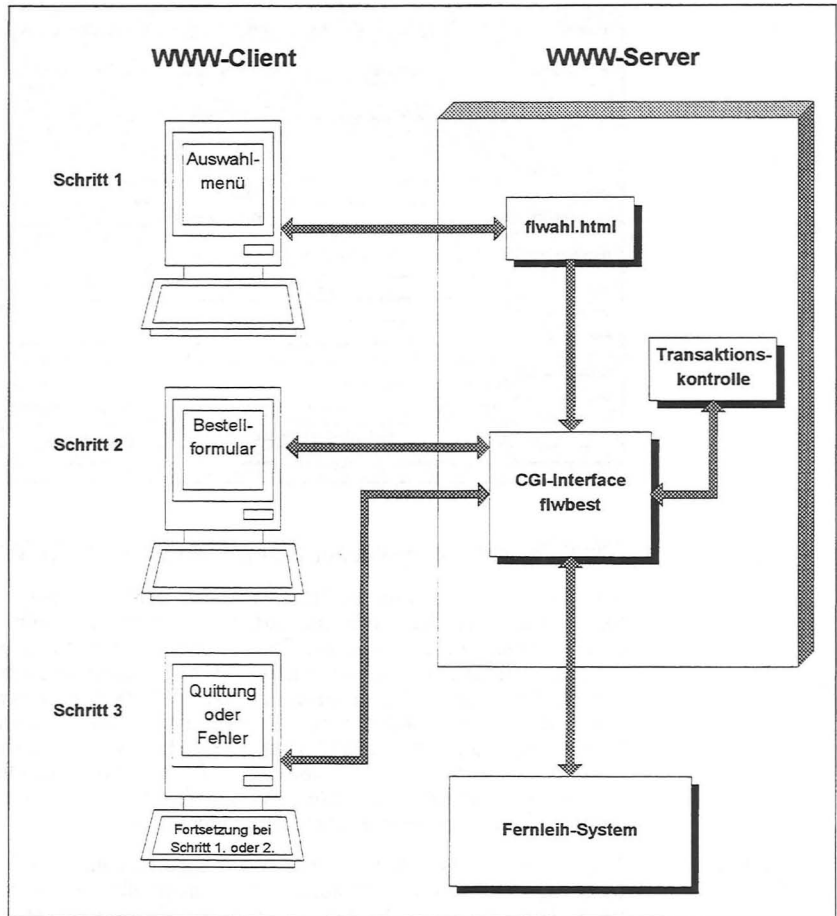 WWW-Client
WWW-Server
Schritt 1
Auswahl-
menü
flwahl.html
Transaktions-
kontrolle
Schritt 2
Bestell-
formular
CGI-Interface
flwbest
Schritt 3
Quittung
oder
Fehler
Fortsetzung bei
Schritt 1. oder 2.
Fernleih-System